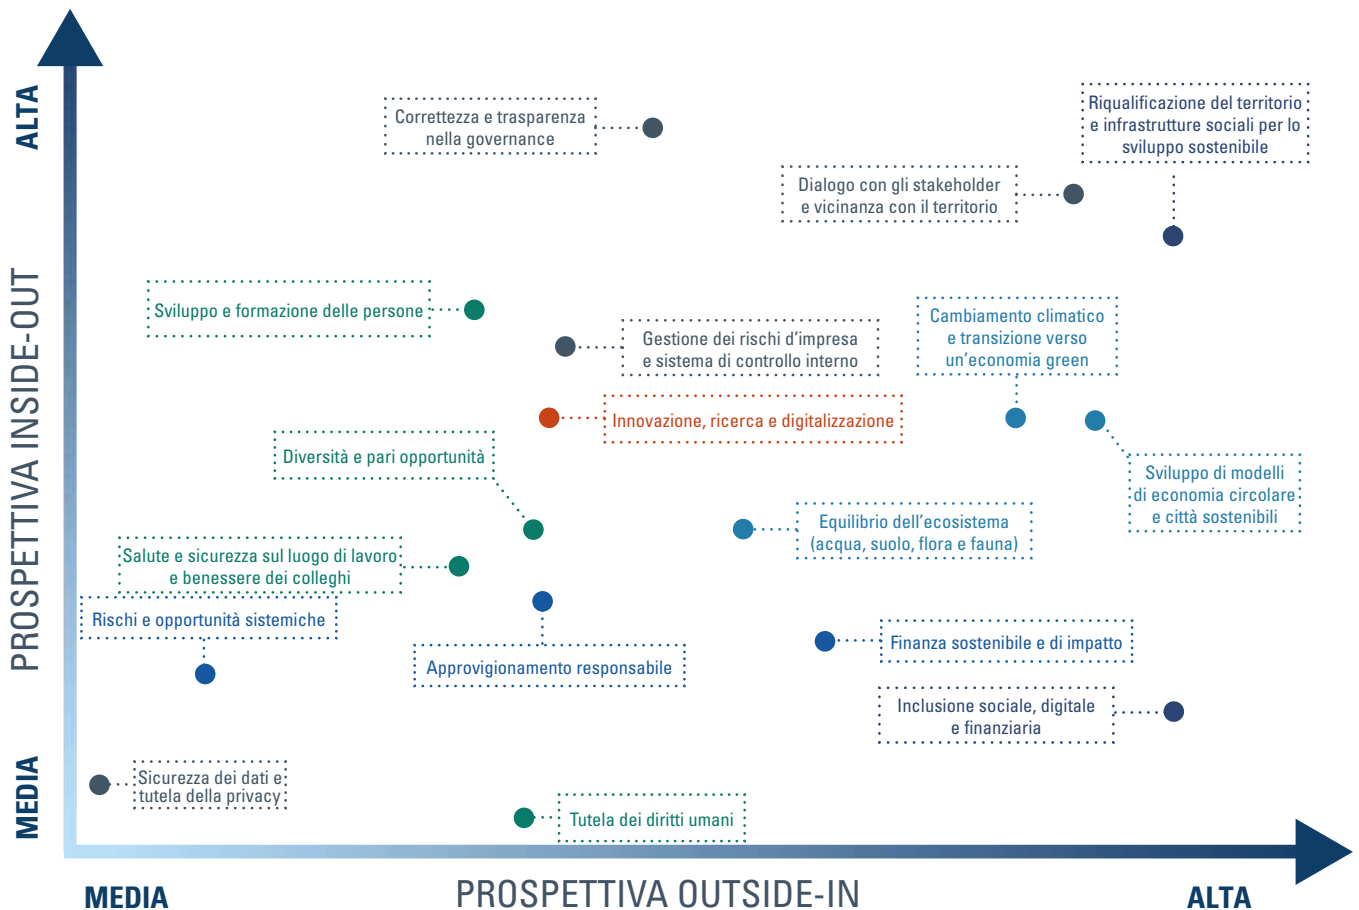 ALTA
PROSPETTIVA INSIDE-OUT
MEDIA
Correttezza e trasparenza
nella governance
Riqualificazione del territorio
e infrastrutture sociali per lo
sviluppo sostenibile
Dialogo con gli stakeholder
e vicinanza con il territorio
Sviluppo e formazione delle persone
Gestione dei rischi d'impresa
e sistema di controllo interno
Cambiamento climatico
e transizione verso
un'economia green
Innovazione, ricerca e digitalizzazione
Diversità e pari opportunità
Sviluppo di modelli
di economia circolare
e città sostenibili
Equilibrio dell'ecosistema
(acqua, suolo, flora e fauna)
Salute e sicurezza sul luogo di lavoro
e benessere dei colleghi
Rischi e opportunità sistemiche
Approvigionamento responsabile
Finanza sostenibile e di impatto
Inclusione sociale, digitale
e finanziaria
Sicurezza dei dati e
tutela della privacy
Tutela dei diritti umani
MEDIA
PROSPETTIVA OUTSIDE-IN
ALTA